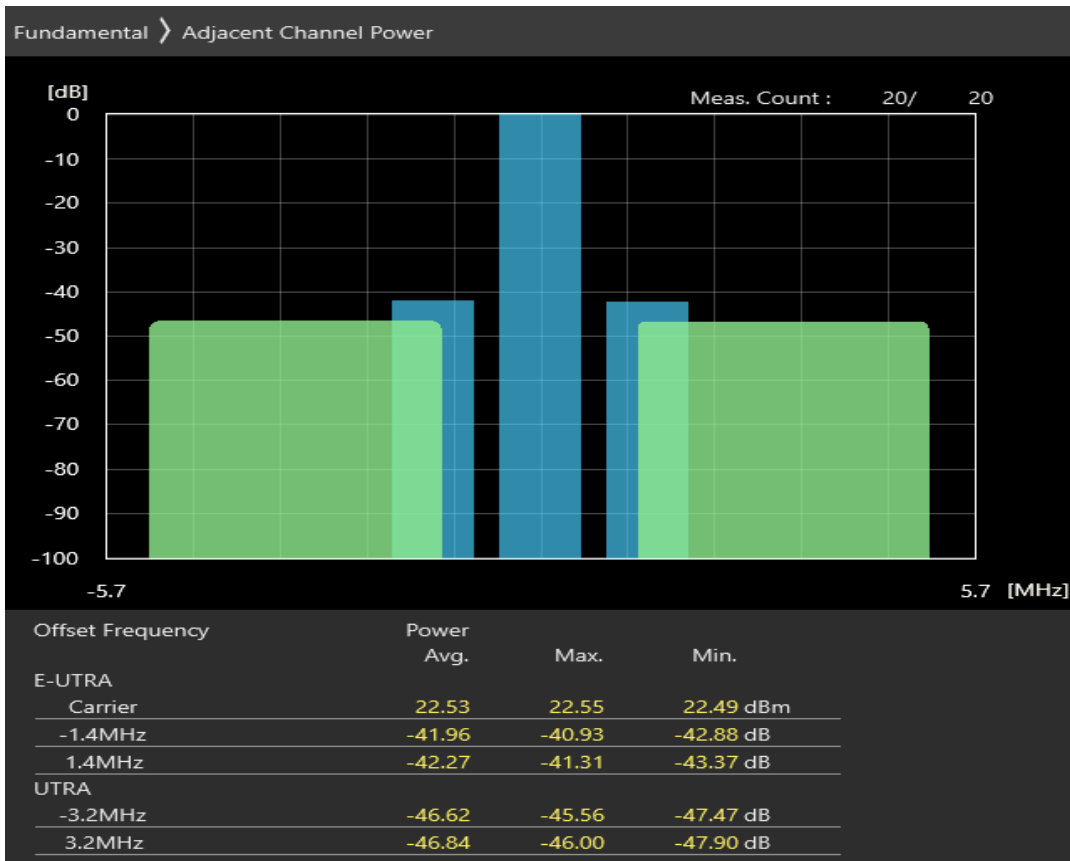 Fundamental 〉 Adjacent Channel Power
[dB]
Meas. Count : 20/ 20
0
-10
-20
-30
-40
-50
-60
-70
-80
-90
-100
-5.7 5.7 [MHz]
Offset Frequency Power
Avg. Max. Min.
E-UTRA
Carrier 22.53 22.55 22.49 dBm
-1.4MHz -41.96 -40.93 -42.88 dB
1.4MHz -42.27 -41.31 -43.37 dB
UTRA
-3.2MHz -46.62 -45.56 -47.47 dB
3.2MHz -46.84 -46.00 -47.90 dB